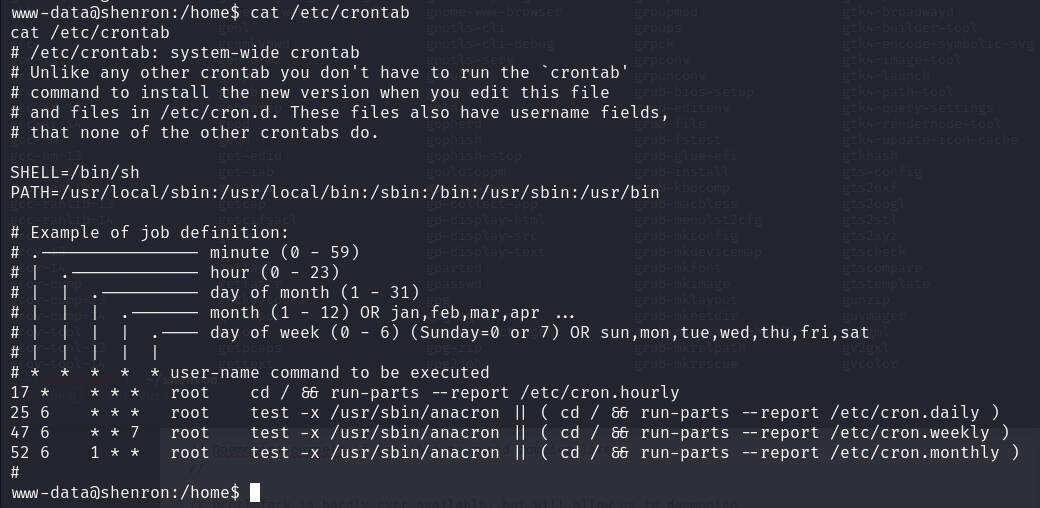 www-data@shenron:/home$ cat /etc/crontab
cat /etc/crontab
# /etc/crontab: system-wide crontab
# Unlike any other crontab you don't have to run the `crontab'
# command to install the new version when you edit this file
# and files in /etc/cron.d. These files also have username fields,
# that none of the other crontabs do.

SHELL=/bin/sh
PATH=/usr/local/sbin:/usr/local/bin:/sbin:/bin:/usr/sbin:/usr/bin

# Example of job definition:
# .---------------- minute (0 - 59)
# |  .------------- hour (0 - 23)
# |  |  .---------- day of month (1 - 31)
# |  |  |  .------- month (1 - 12) OR jan,feb,mar,apr ...
# |  |  |  |  .---- day of week (0 - 6) (Sunday=0 or 7) OR sun,mon,tue,wed,thu,fri,sat
# |  |  |  |  |
# *  *  *  *  * user-name command to be executed
17 *    * * *   root    cd / && run-parts --report /etc/cron.hourly
25 6    * * *   root    test -x /usr/sbin/anacron || ( cd / && run-parts --report /etc/cron.daily )
47 6    * * 7   root    test -x /usr/sbin/anacron || ( cd / && run-parts --report /etc/cron.weekly )
52 6    1 * *   root    test -x /usr/sbin/anacron || ( cd / && run-parts --report /etc/cron.monthly )
#
www-data@shenron:/home$